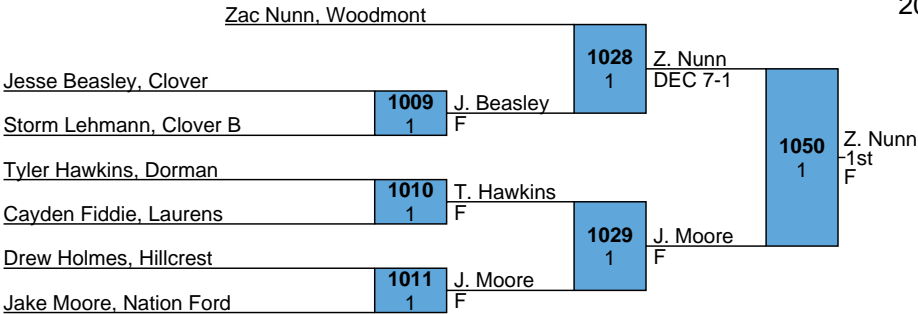 20
Zac Nunn, Woodmont
1028
1
Z. Nunn
DEC 7-1
Jesse Beasley, Clover
1009
1
J. Beasley
F
Storm Lehmann, Clover B
1050
1
Z. Nunn
1st
F
Tyler Hawkins, Dorman
1010
1
T. Hawkins
F
Cayden Fiddie, Laurens
1029
1
J. Moore
F
Drew Holmes, Hillcrest
1011
1
J. Moore
F
Jake Moore, Nation Ford